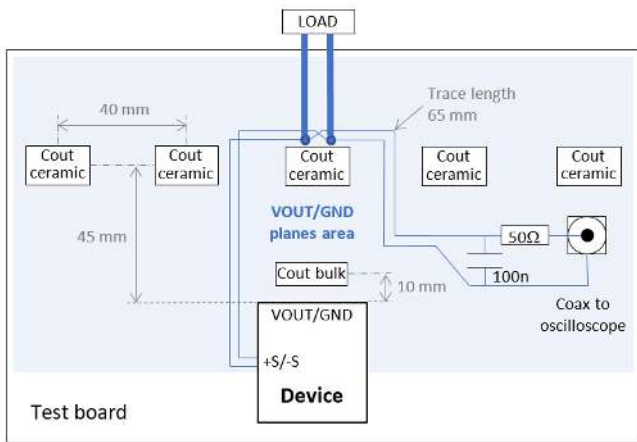 LOAD
Trace length
65 mm
40 mm
Cout
ceramic
Cout
ceramic
Cout
ceramic
Cout
ceramic
Cout
ceramic
VOUT/GND
planes area
45 mm
50Ω
Cout bulk
100n
10 mm
Coax to
oscilloscope
VOUT/GND
+S/-S
Device
Test board